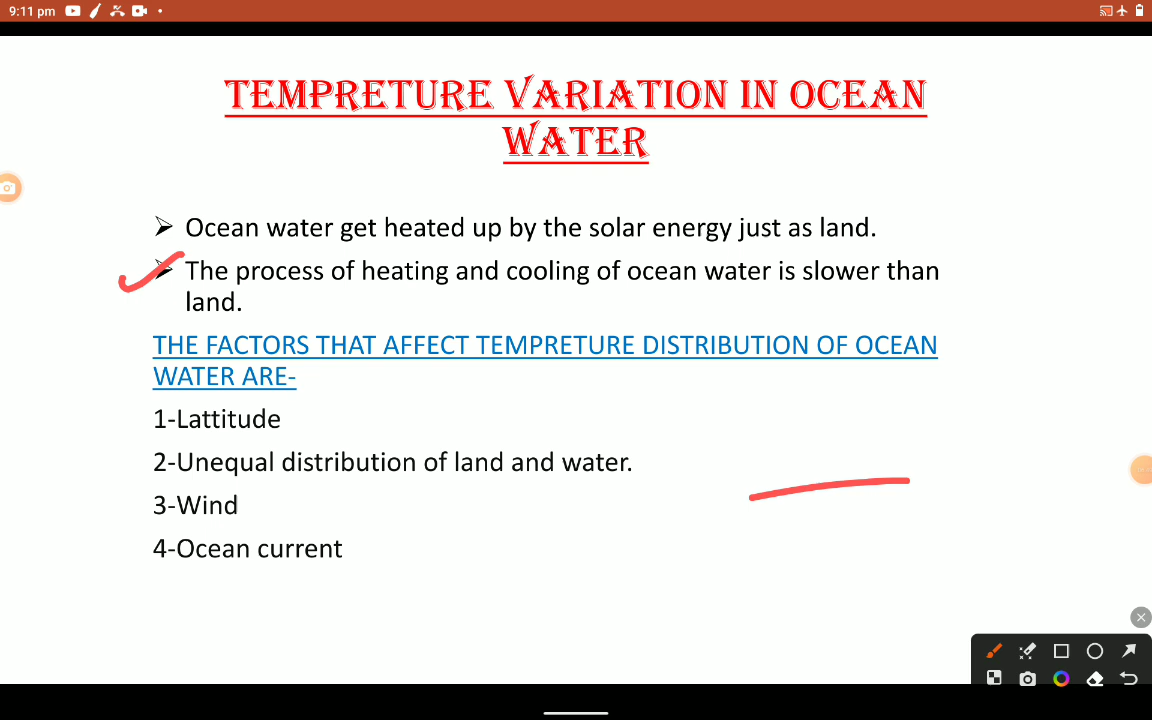 9:11 pm
TEMPRETURE VARIATION IN OCEAN
WATER
Ocean water get heated up by the solar energy just as land.
The process of heating and cooling of ocean water is slower than
land.
THE FACTORS THAT AFFECT TEMPRETURE DISTRIBUTION OF OCEAN
WATER ARE-
1-Lattitude
2-Unequal distribution of land and water.
3-Wind
4-Ocean current